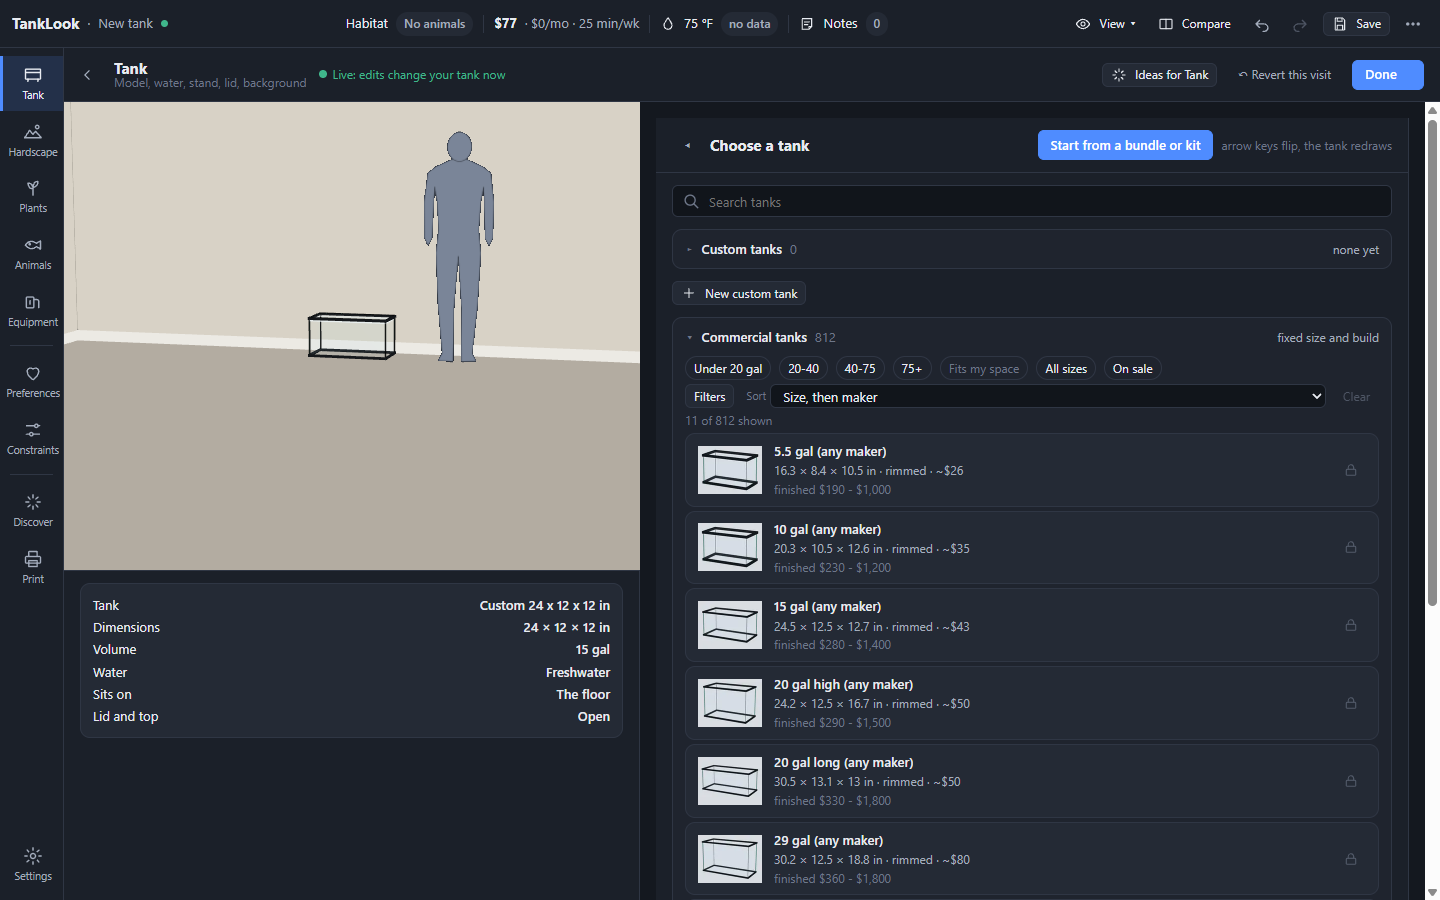 TankLook · New tank
Habitat No animals $77 · $0/mo · 25 min/wk 75 °F no data Notes 0 View Compare Save
Tank
Hardscape
Plants
Animals
Equipment
Preferences
Constraints
Discover
Print
Settings
Tank
Model, water, stand, lid, background
Live: edits change your tank now
Ideas for Tank
Revert this visit
Done
Tank Custom 24 x 12 x 12 in
Dimensions 24 × 12 × 12 in
Volume 15 gal
Water Freshwater
Sits on The floor
Lid and top Open
Choose a tank
Start from a bundle or kit
arrow keys flip, the tank redraws
Search tanks
Custom tanks 0 none yet
+ New custom tank
Commercial tanks 812 fixed size and build
Under 20 gal 20-40 40-75 75+ Fits my space All sizes On sale
Filters Sort Size, then maker Clear
11 of 812 shown
5.5 gal (any maker)
16.3 × 8.4 × 10.5 in · rimmed · ~$26
finished $190 - $1,000
10 gal (any maker)
20.3 × 10.5 × 12.6 in · rimmed · ~$35
finished $230 - $1,200
15 gal (any maker)
24.5 × 12.5 × 12.7 in · rimmed · ~$43
finished $280 - $1,400
20 gal high (any maker)
24.2 × 12.5 × 16.7 in · rimmed · ~$50
finished $290 - $1,500
20 gal long (any maker)
30.5 × 13.1 × 13 in · rimmed · ~$50
finished $330 - $1,800
29 gal (any maker)
30.2 × 12.5 × 18.8 in · rimmed · ~$80
finished $360 - $1,800